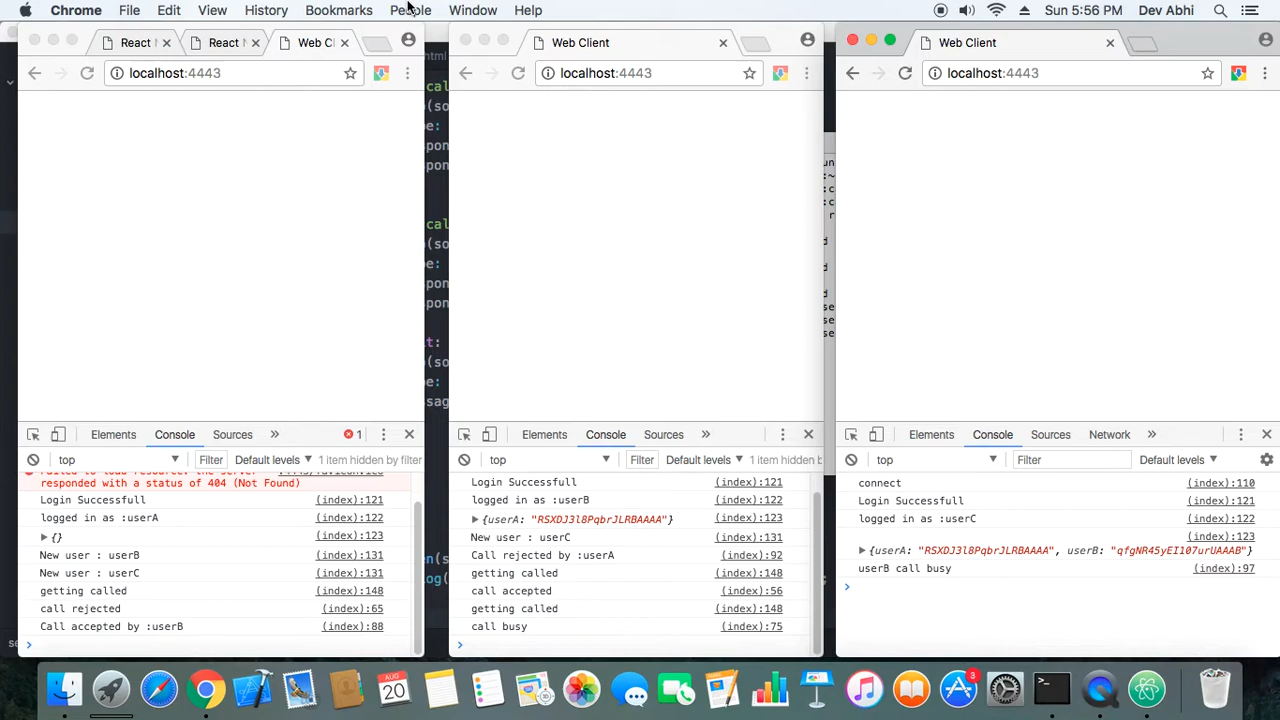 Chrome File Edit View History Bookmarks People Window Help Sun 5:56 PM Dev Abhi
React N React N Web Cl
localhost:4443
Elements Console Sources » 1
top Filter Default levels 1 item hidden by filter
responded with a status of 404 (Not Found)
Login Successfull (index):121
logged in as :userA (index):122
{} (index):123
New user : userB (index):131
New user : userC (index):131
getting called (index):148
call rejected (index):65
Call accepted by :userB (index):88
Web Client
localhost:4443
Elements Console Sources »
top Filter Default levels 1 item hidden b
Login Successfull (index):121
logged in as :userB (index):122
{userA: "RSXDJ3l8PqbrJLRBAAAA"} (index):123
New user : userC (index):131
Call rejected by :userA (index):92
getting called (index):148
call accepted (index):56
getting called (index):148
call busy (index):75
Web Client
localhost:4443
Elements Console Sources Network »
top Filter Default levels
connect (index):110
Login Successfull (index):121
logged in as :userC (index):122
(index):123
{userA: "RSXDJ3l8PqbrJLRBAAAA", userB: "qfgNR45yEI107urUAAAB"}
userB call busy (index):97
AUG
20
3